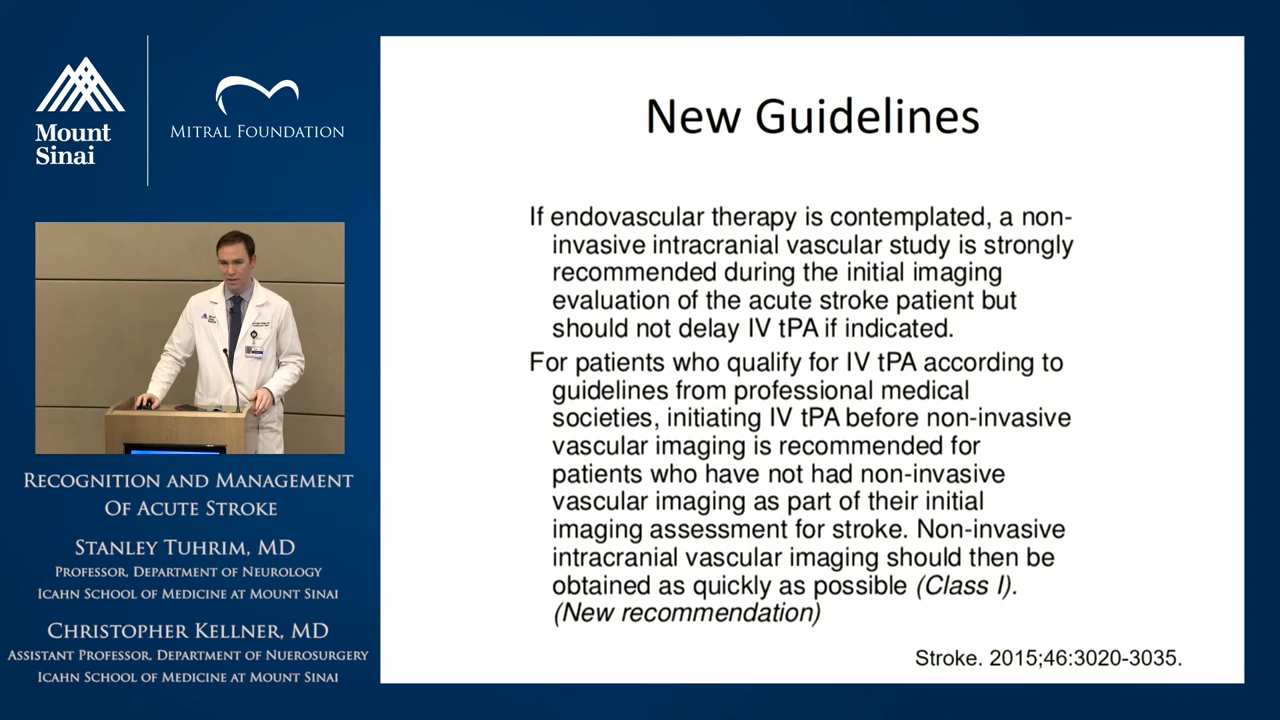 Mount
Sinai
MITRAL FOUNDATION
RECOGNITION AND MANAGEMENT
OF ACUTE STROKE
STANLEY TUHRIM, MD
PROFESSOR, DEPARTMENT OF NEUROLOGY
ICAHN SCHOOL OF MEDICINE AT MOUNT SINAI
CHRISTOPHER KELLNER, MD
ASSISTANT PROFESSOR, DEPARTMENT OF NUEROSURGERY
ICAHN SCHOOL OF MEDICINE AT MOUNT SINAI
New Guidelines
If endovascular therapy is contemplated, a non-
invasive intracranial vascular study is strongly
recommended during the initial imaging
evaluation of the acute stroke patient but
should not delay IV tPA if indicated.
For patients who qualify for IV tPA according to
guidelines from professional medical
societies, initiating IV tPA before non-invasive
vascular imaging is recommended for
patients who have not had non-invasive
vascular imaging as part of their initial
imaging assessment for stroke. Non-invasive
intracranial vascular imaging should then be
obtained as quickly as possible (Class I).
(New recommendation)
Stroke. 2015;46:3020-3035.